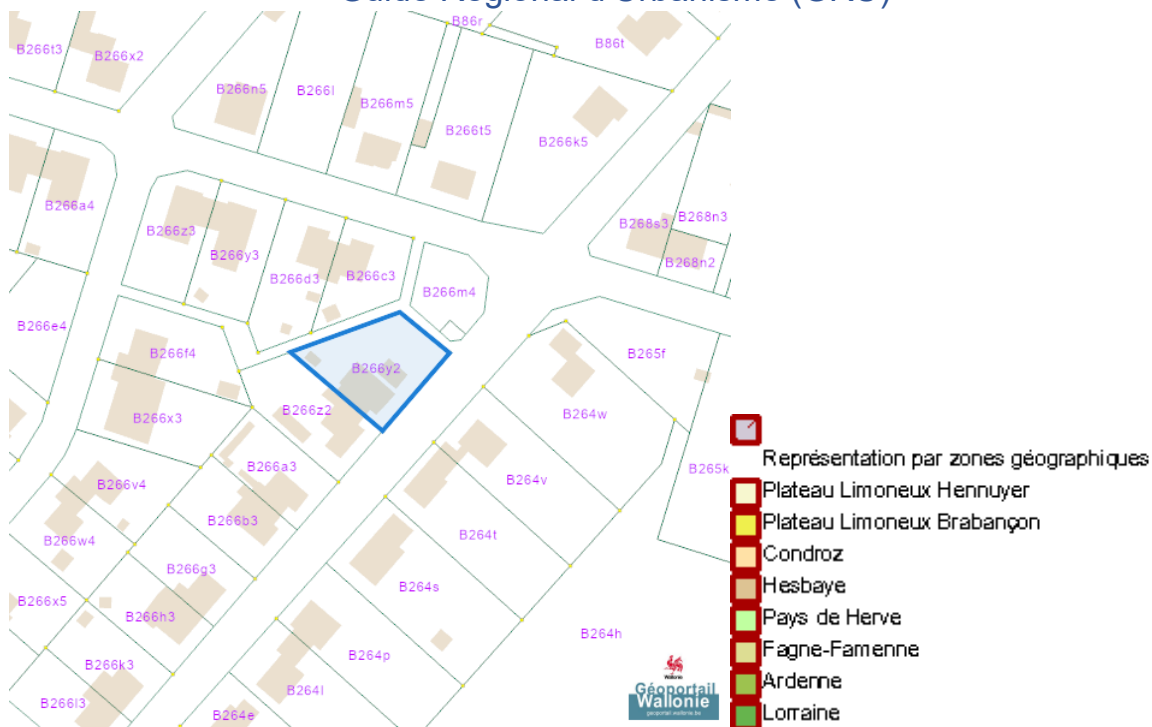 Guide Régional d'Urbanisme (GRU)
B86r
B86t
B266t3
B266x2
B266n5
B266l
B266m5
B266t5
B266k5
B266a4
B266z3
B266y3
B266d3
B266c3
B266m4
B268s3
B268n3
B268n2
B266e4
B266f4
B266y2
B265f
B266x3
B266z2
B264w
B266a3
B265k
B266v4
B264v
B266b3
B266w4
B264t
B266g3
B264s
B266x5
B266h3
B264h
B266k3
B264p
B264l
B266l3
B264e
Wallonie
Géoportail
Wallonie
geoportail.wallonie.be
Représentation par zones géographiques
Plateau Limoneux Hennuyer
Plateau Limoneux Brabançon
Condroz
Hesbaye
Pays de Herve
Fagne-Famenne
Ardenne
Lorraine